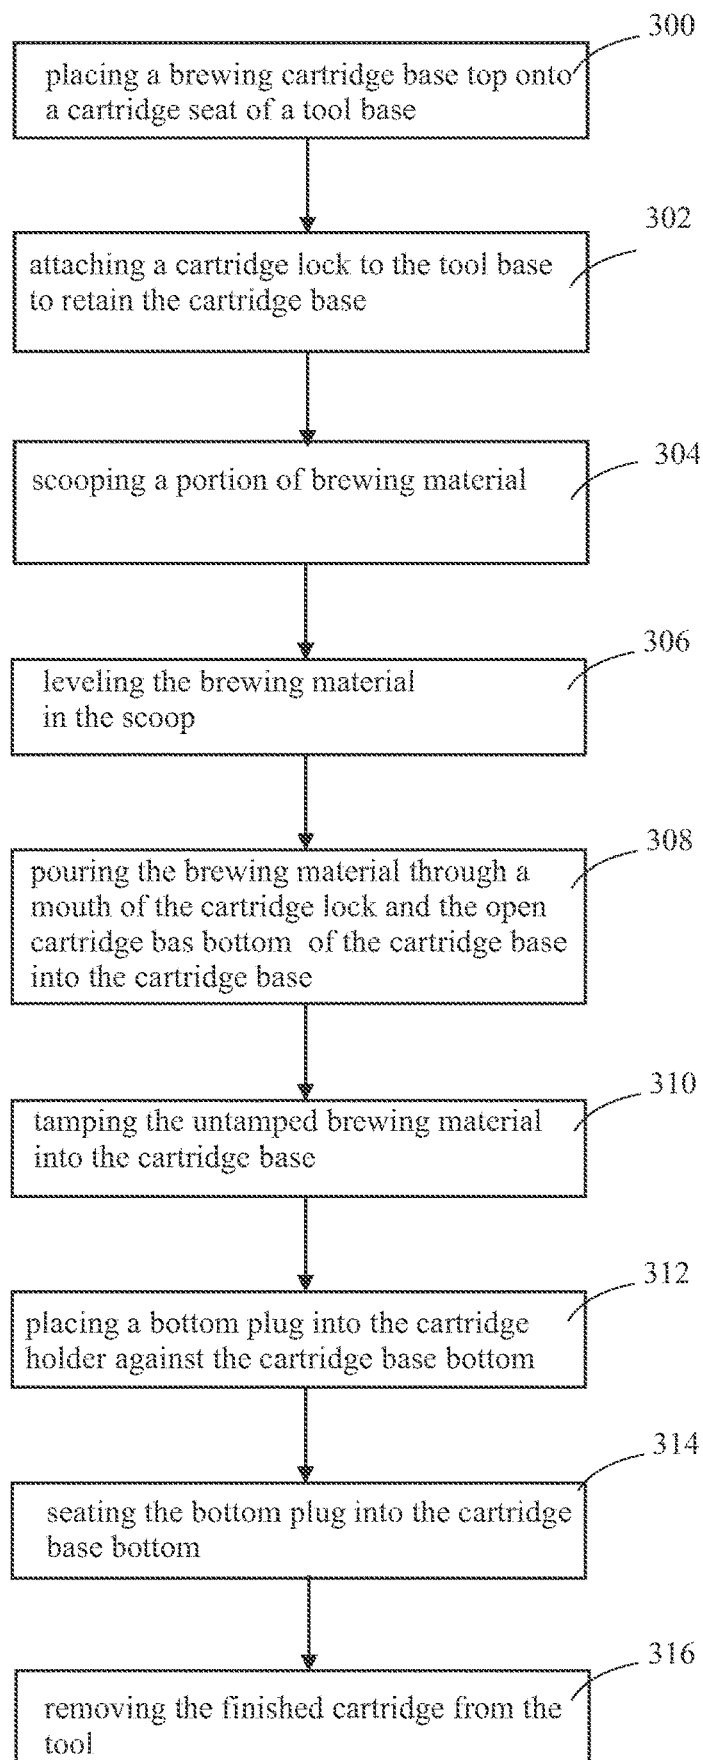 300
placing a brewing cartridge base top onto
a cartridge seat of a tool base
302
attaching a cartridge lock to the tool base
to retain the cartridge base
304
scooping a portion of brewing material
306
leveling the brewing material
in the scoop
308
pouring the brewing material through a
mouth of the cartridge lock and the open
cartridge bas bottom of the cartridge base
into the cartridge base
310
tamping the untamped brewing material
into the cartridge base
312
placing a bottom plug into the cartridge
holder against the cartridge base bottom
314
seating the bottom plug into the cartridge
base bottom
316
removing the finished cartridge from the
tool